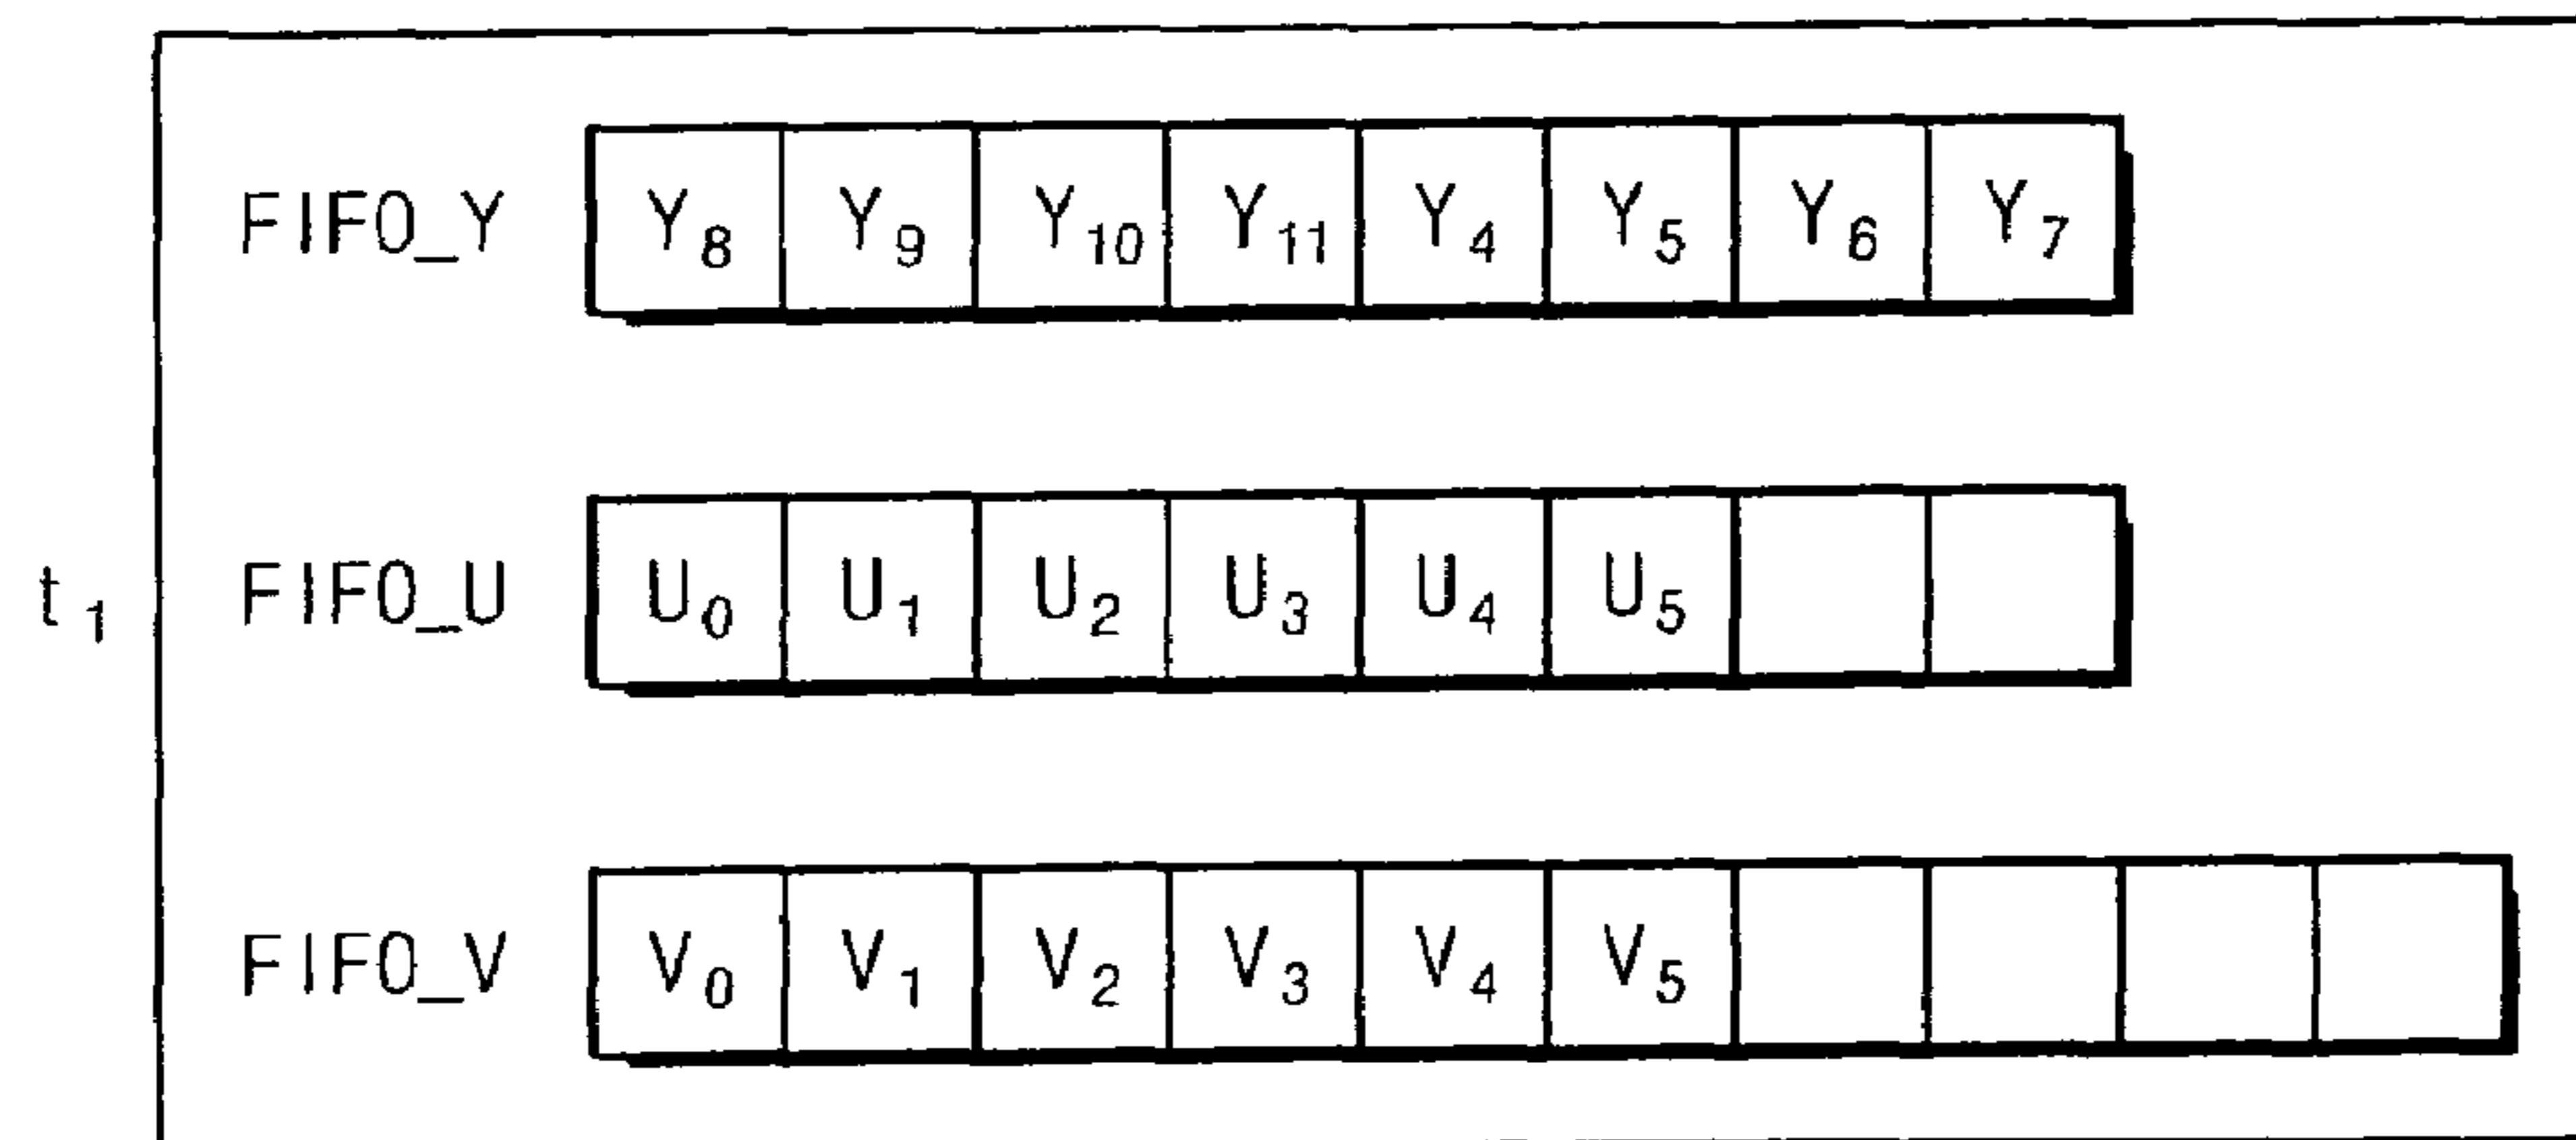 FIFO_Y Y8 Y9 Y10 Y11 Y4 Y5 Y6 Y7
t1 FIFO_U U0 U1 U2 U3 U4 U5
FIFO_V V0 V1 V2 V3 V4 V5